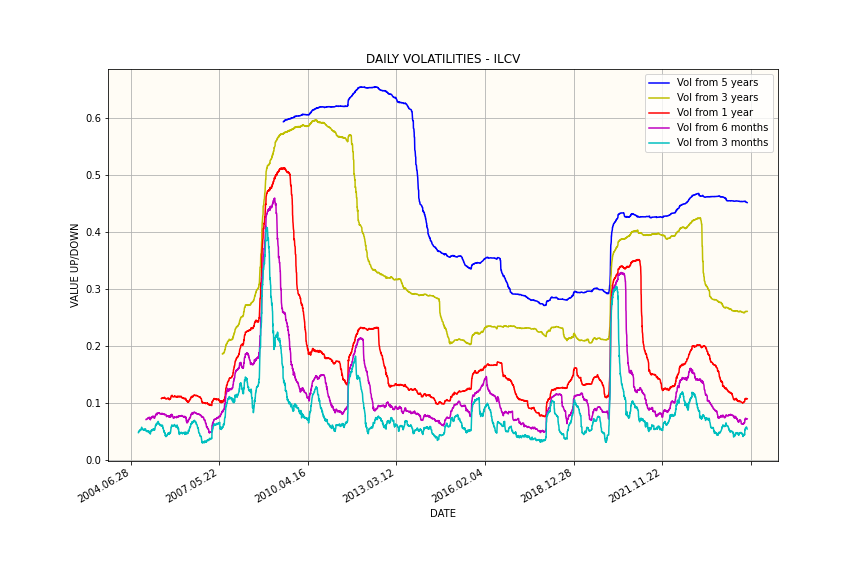 DAILY VOLATILITIES - ILCV
Vol from 5 years
Vol from 3 years
Vol from 1 year
Vol from 6 months
Vol from 3 months
VALUE UP/DOWN
0.6
0.5
0.4
0.3
0.2
0.1
0.0
2004.06.28
2007.05.22
2010.04.16
2013.03.12
2016.02.04
2018.12.28
2021.11.22
DATE